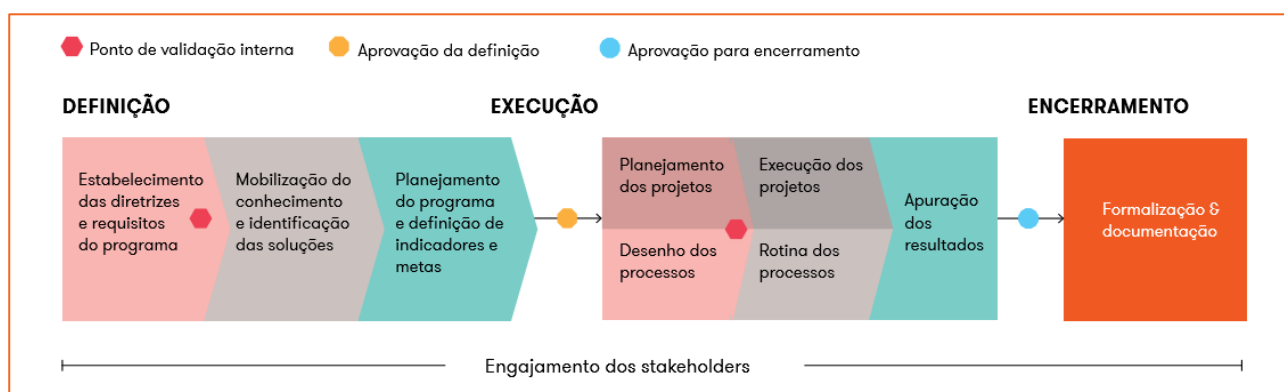 Ponto de validação interna
Aprovação da definição
Aprovação para encerramento
DEFINIÇÃO
EXECUÇÃO
ENCERRAMENTO
Estabelecimento
das diretrizes
e requisitos
do programa
Mobilização do
conhecimento
e identificação
das soluções
Planejamento
do programa
e definição de
indicadores e
metas
Planejamento
dos projetos
Execução dos
projetos
Desenho dos
processos
Rotina dos
processos
Apuração
dos
resultados
Formalização &
documentação
Engajamento dos stakeholders